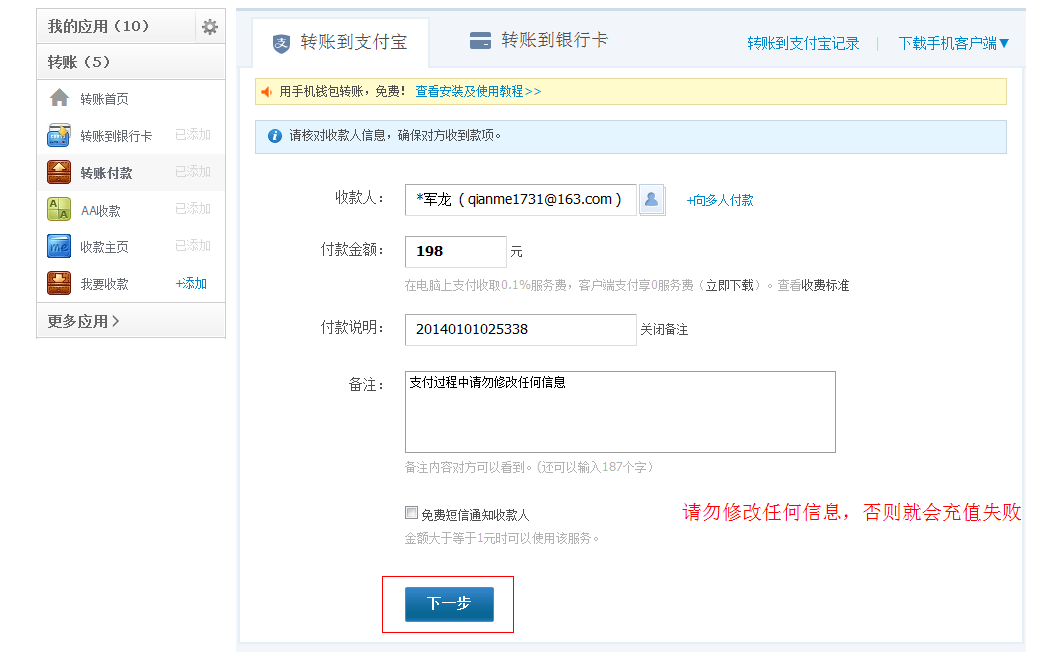 我的应用（10）
转账（5）
转账首页
转账到银行卡 已添加
转账付款 已添加
AA收款 已添加
收款主页 已添加
我要收款 +添加
更多应用>
转账到支付宝 转账到银行卡 转账到支付宝记录 | 下载手机客户端▼
用手机钱包转账，免费！ 查看安装及使用教程>>
请核对收款人信息，确保对方收到款项。
收款人： *军龙（qianme1731@163.com） +向多人付款
付款金额： 198 元
在电脑上支付收取0.1%服务费，客户端支付享0服务费（立即下载）。查看收费标准
付款说明： 20140101025338 关闭备注
备注： 支付过程中请勿修改任何信息
备注内容对方可以看到。（还可以输入187个字）
免费短信通知收款人
请勿修改任何信息，否则就会充值失败
金额大于等于1元时可以使用该服务。
下一步